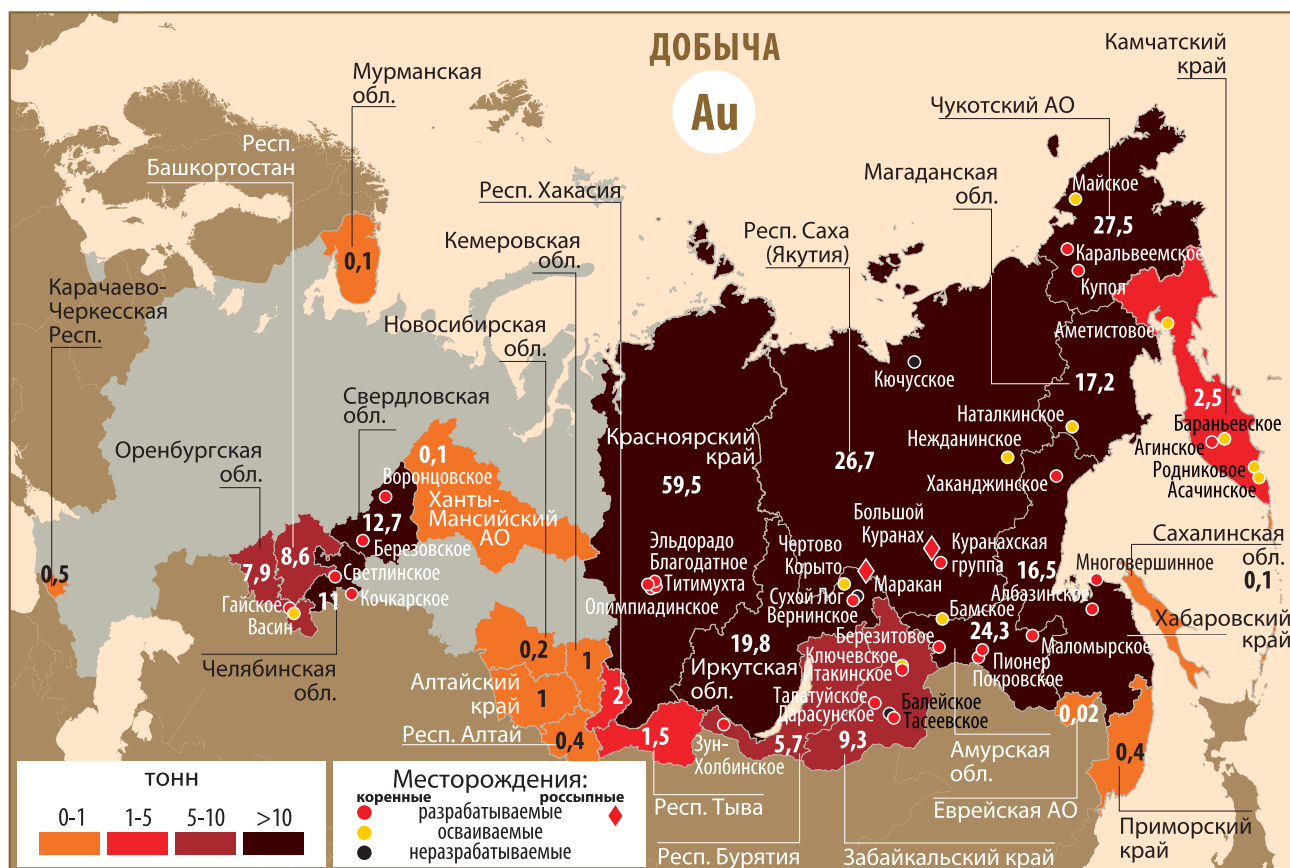 ДОБЫЧА
Au
Мурманская
обл.
Респ.
Башкортостан
Карачаево-
Черкесская
Респ.
Респ. Хакасия
Кемеровская
обл.
Новосибирская
обл.
Свердловская
обл.
Оренбургская
обл.
Респ. Саха
(Якутия)
Магаданская
обл.
Чукотский АО
Камчатский
край
Майское
27,5
Каральвеемское
Купол
Аметистовое
0,1
Кючусское
17,2
2,5
Наталкинское
Нежданинское
Бараньевское
Агинское
Родниковое
Асачинское
Хаканджинское
Красноярский
край
59,5
26,7
0,1
Воронцовское
Ханты-
Мансийский
АО
12,7
Березовское
8,6
7,9
Светлинское
Кочкарское
11
Гайское
Васин
0,5
Челябинская
обл.
Большой
Куранах
Куранахская
группа
Эльдорадо
Благодатное
Титимухта
Олимпиадинское
Чертово
Корыто
Маракан
Сухой Лог
Вернинское
16,5
Многовершинное
Албазинское
Сахалинская
обл.
0,1
Хабаровский
край
Бамское
24,3
Маломырское
Пионер
Покровское
19,8
Иркутская
обл.
Березитовое
Ключевское
Итакинское
Талатуйское
Дарасунское
Балейское
Тасеевское
0,2
1
Алтайский
край
1
2
Респ. Алтай
0,4
1,5
Зун-
Холбинское
5,7
9,3
0,02
0,4
Амурская
обл.
Респ. Тыва
Еврейская АО
Приморский
край
Респ. Бурятия
Забайкальский край
тонн
0-1
1-5
5-10
>10
Месторождения:
коренные
россыпные
разрабатываемые
осваиваемые
неразрабатываемые